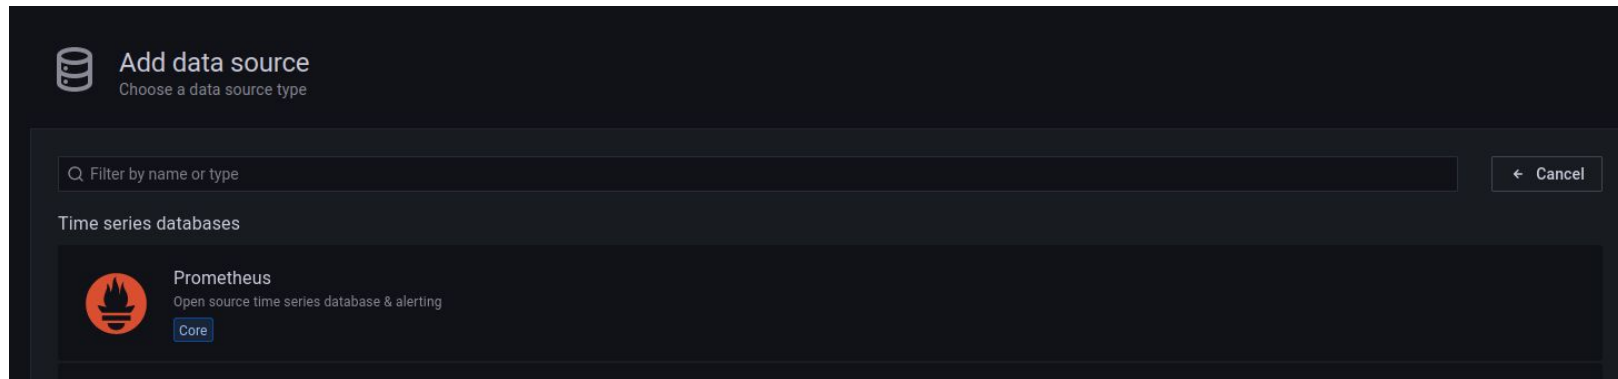 Add data source
Choose a data source type
Filter by name or type
Cancel
Time series databases
Prometheus
Open source time series database & alerting
Core